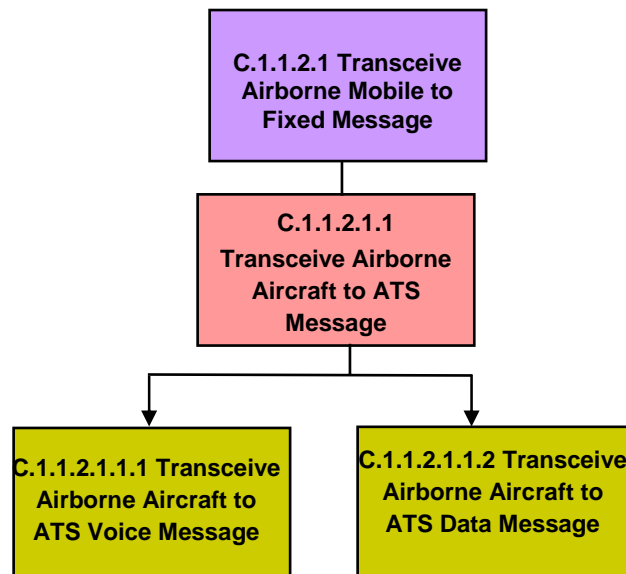 C.1.1.2.1 Transceive
Airborne Mobile to
Fixed Message
C.1.1.2.1.1
Transceive Airborne
Aircraft to ATS
Message
C.1.1.2.1.1.1 Transceive
Airborne Aircraft to
ATS Voice Message
C.1.1.2.1.1.2 Transceive
Airborne Aircraft to
ATS Data Message